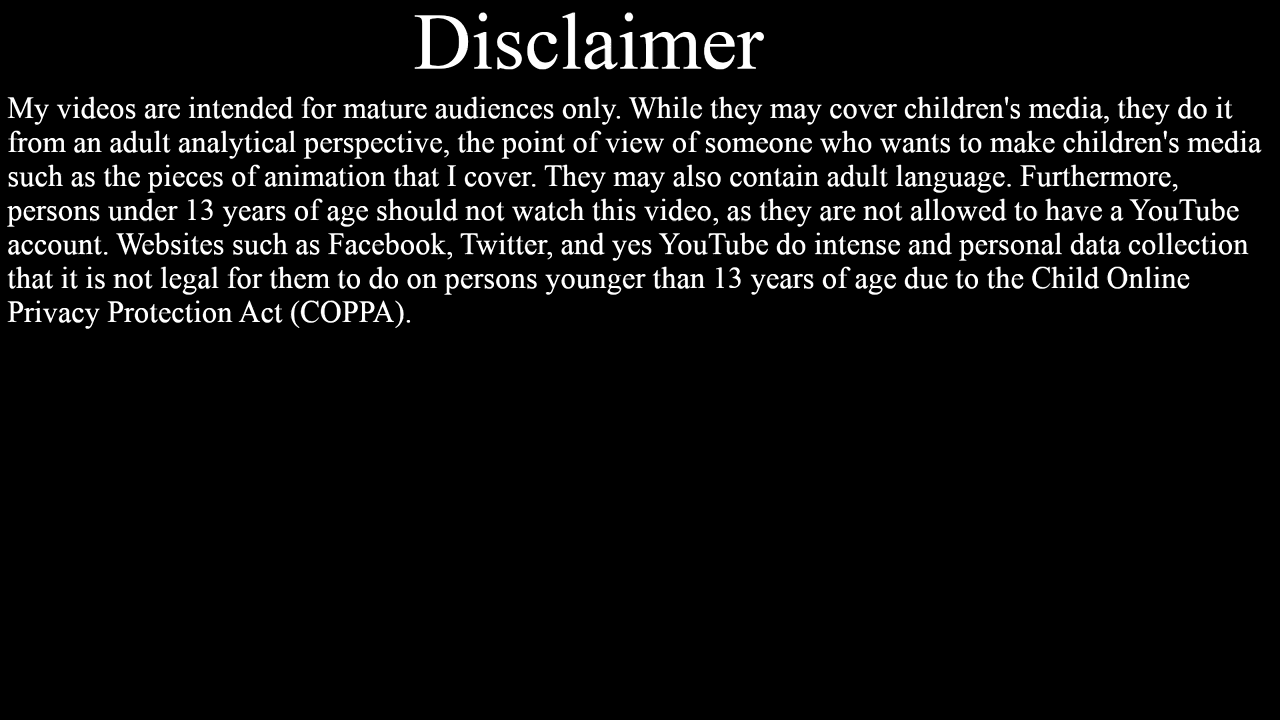 Disclaimer
My videos are intended for mature audiences only. While they may cover children's media, they do it
from an adult analytical perspective, the point of view of someone who wants to make children's media
such as the pieces of animation that I cover. They may also contain adult language. Furthermore,
persons under 13 years of age should not watch this video, as they are not allowed to have a YouTube
account. Websites such as Facebook, Twitter, and yes YouTube do intense and personal data collection
that it is not legal for them to do on persons younger than 13 years of age due to the Child Online
Privacy Protection Act (COPPA).